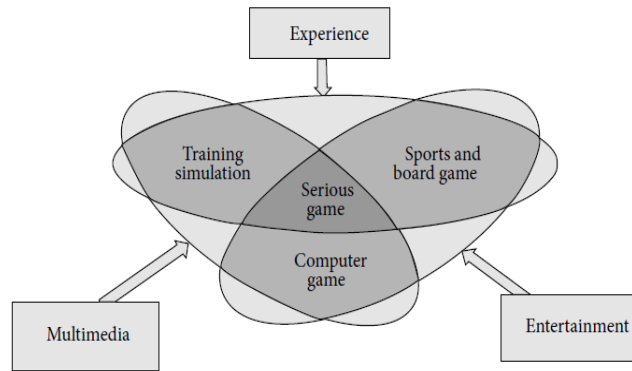 Experience
Training
simulation
Sports and
board game
Serious
game
Computer
game
Multimedia
Entertainment